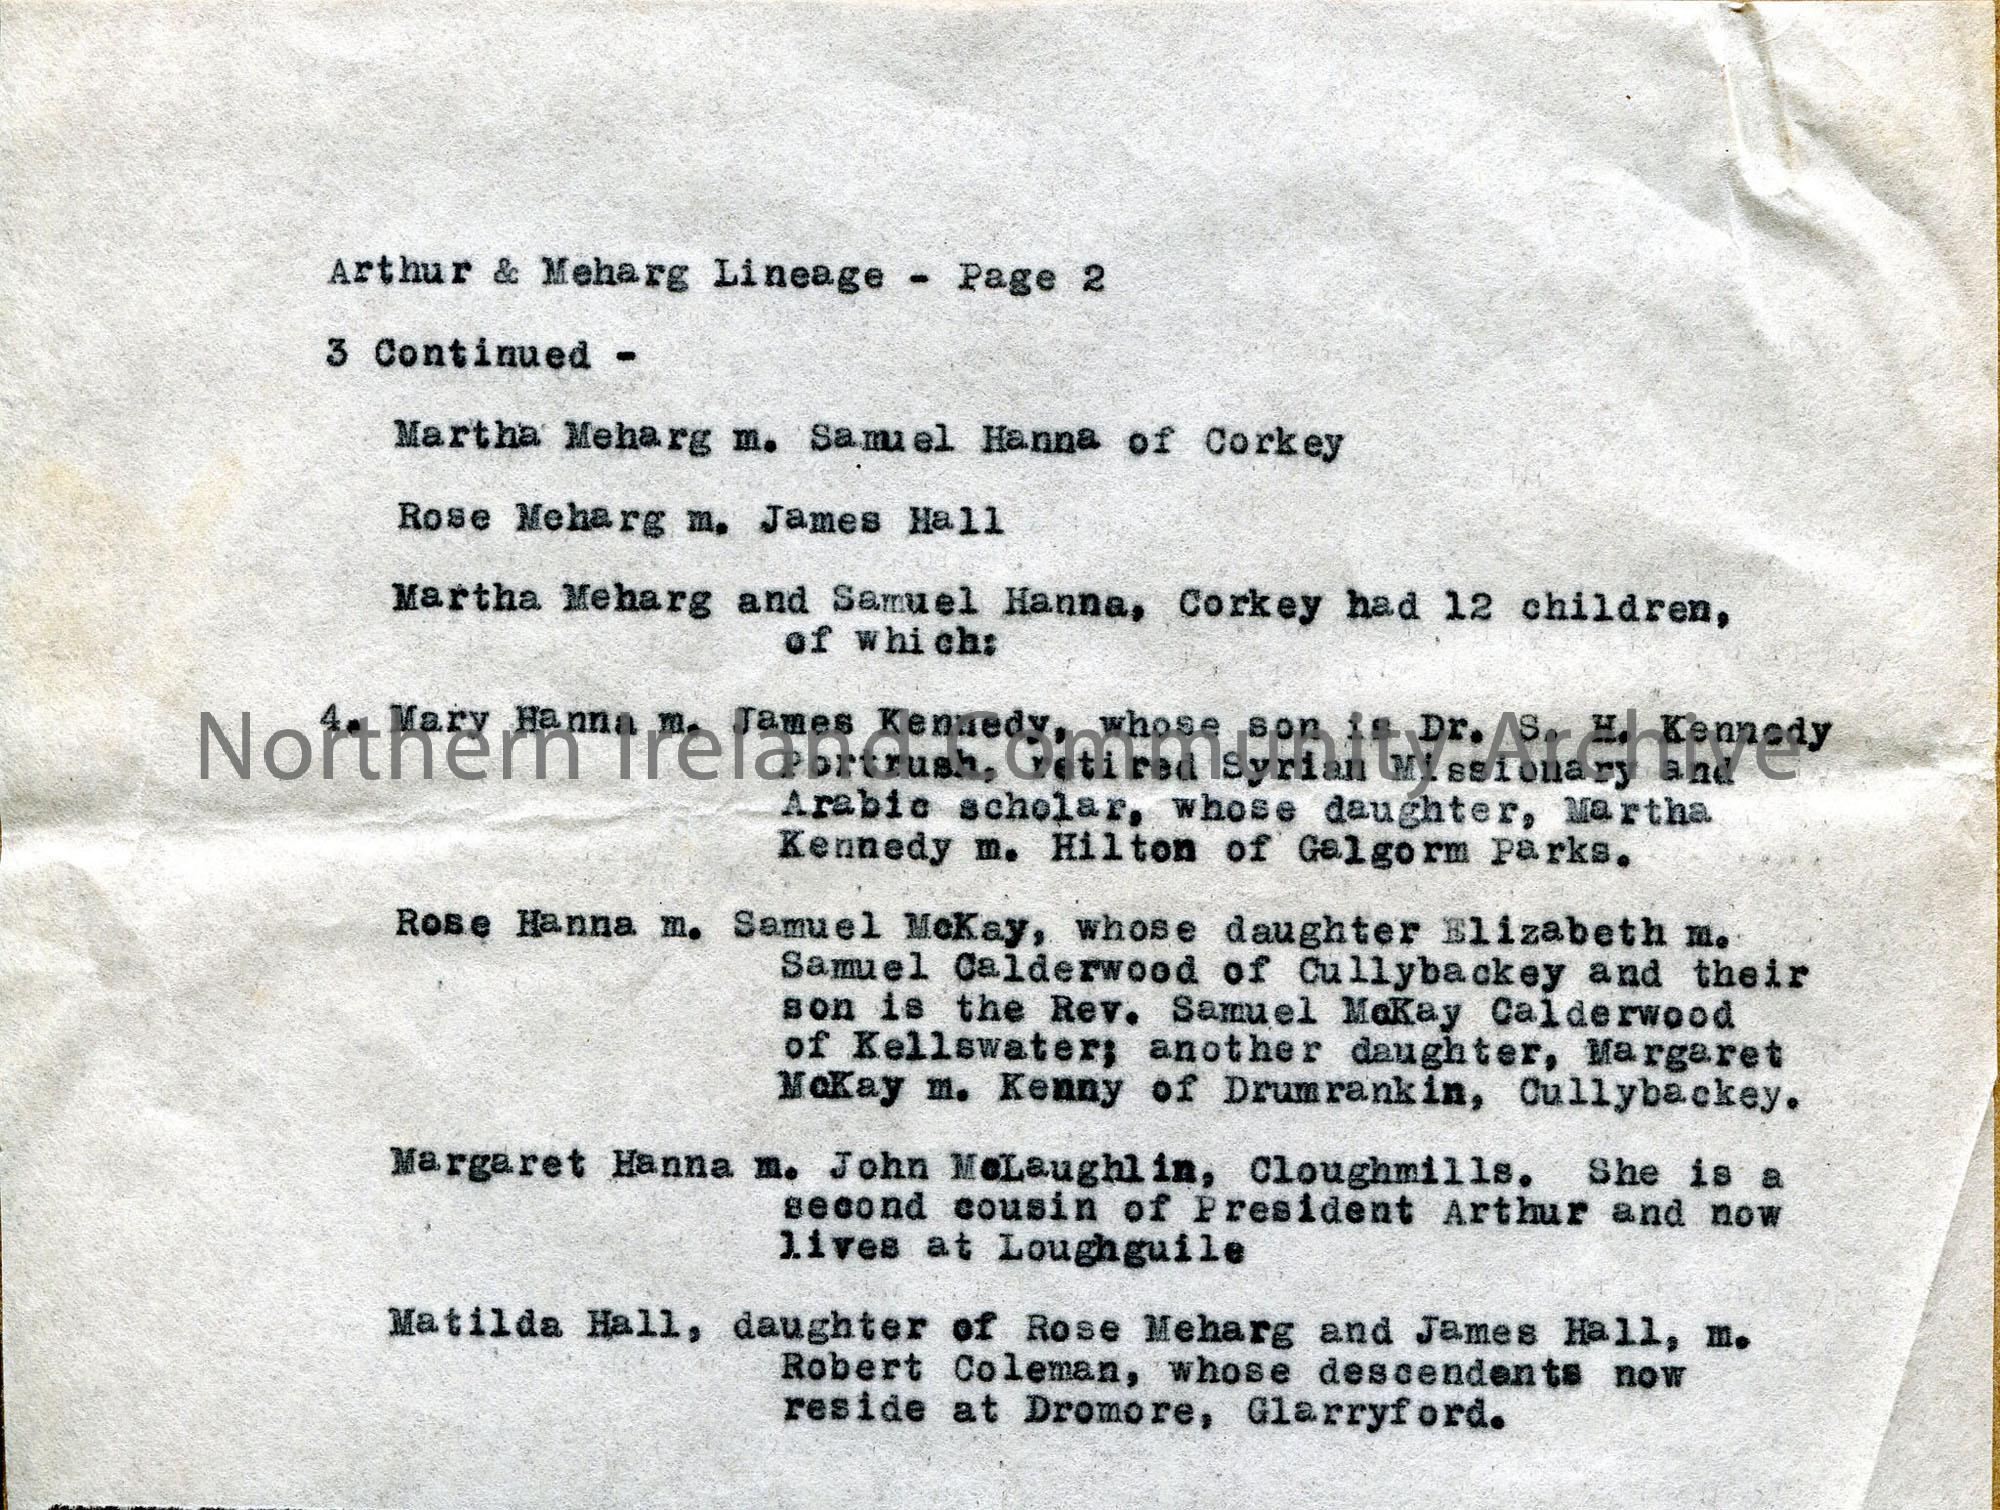 Arthur & Meharg Lineage - Page 2
3 Continued -
Martha Meharg m. Samuel Hanna of Corkey
Rose Meharg m. James Hall
Martha Meharg and Samuel Hanna, Corkey had 12 children,
of which:
4. Mary Hanna m. James Kennedy, whose son is Dr. S. H. Kennedy
Northern Ireland Community Archive
Portrush, retired Syrian Missionary and
Arabic scholar, whose daughter, Martha
Kennedy m. Hilton of Galgorm Parks.
Rose Hanna m. Samuel McKay, whose daughter Elizabeth m.
Samuel Calderwood of Cullybackey and their
son is the Rev. Samuel McKay Calderwood
of Kellswater; another daughter, Margaret
McKay m. Kenny of Drumrankin, Cullybackey.
Margaret Hanna m. John McLaughlin, Cloughmills. She is a
second cousin of President Arthur and now
lives at Loughguile
Matilda Hall, daughter of Rose Meharg and James Hall, m.
Robert Coleman, whose descendants now
reside at Dromore, Glarryford.